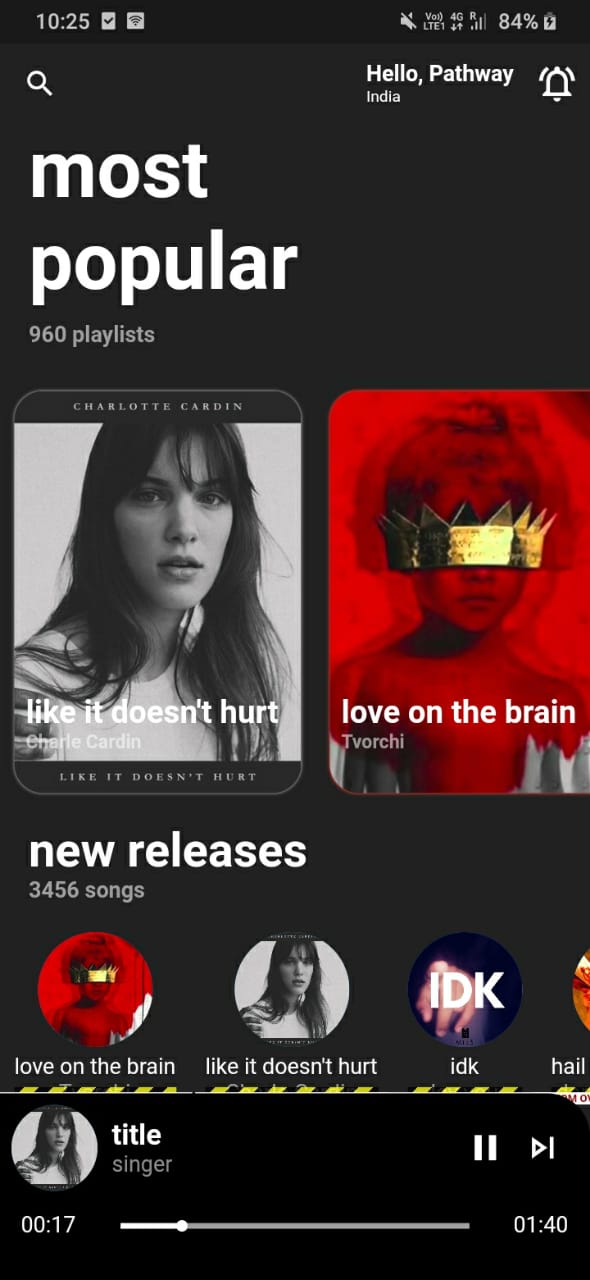 10:25
Vo) 4G R
LTE1
84%
Hello, Pathway
India
most
popular
960 playlists
CHARLOTTE CARDIN
like it doesn't hurt
Charle Cardin
LIKE IT DOESN'T HURT
love on the brain
Tvorchi
new releases
3456 songs
IDK
love on the brain
like it doesn't hurt
idk
hail
title
singer
00:17
01:40